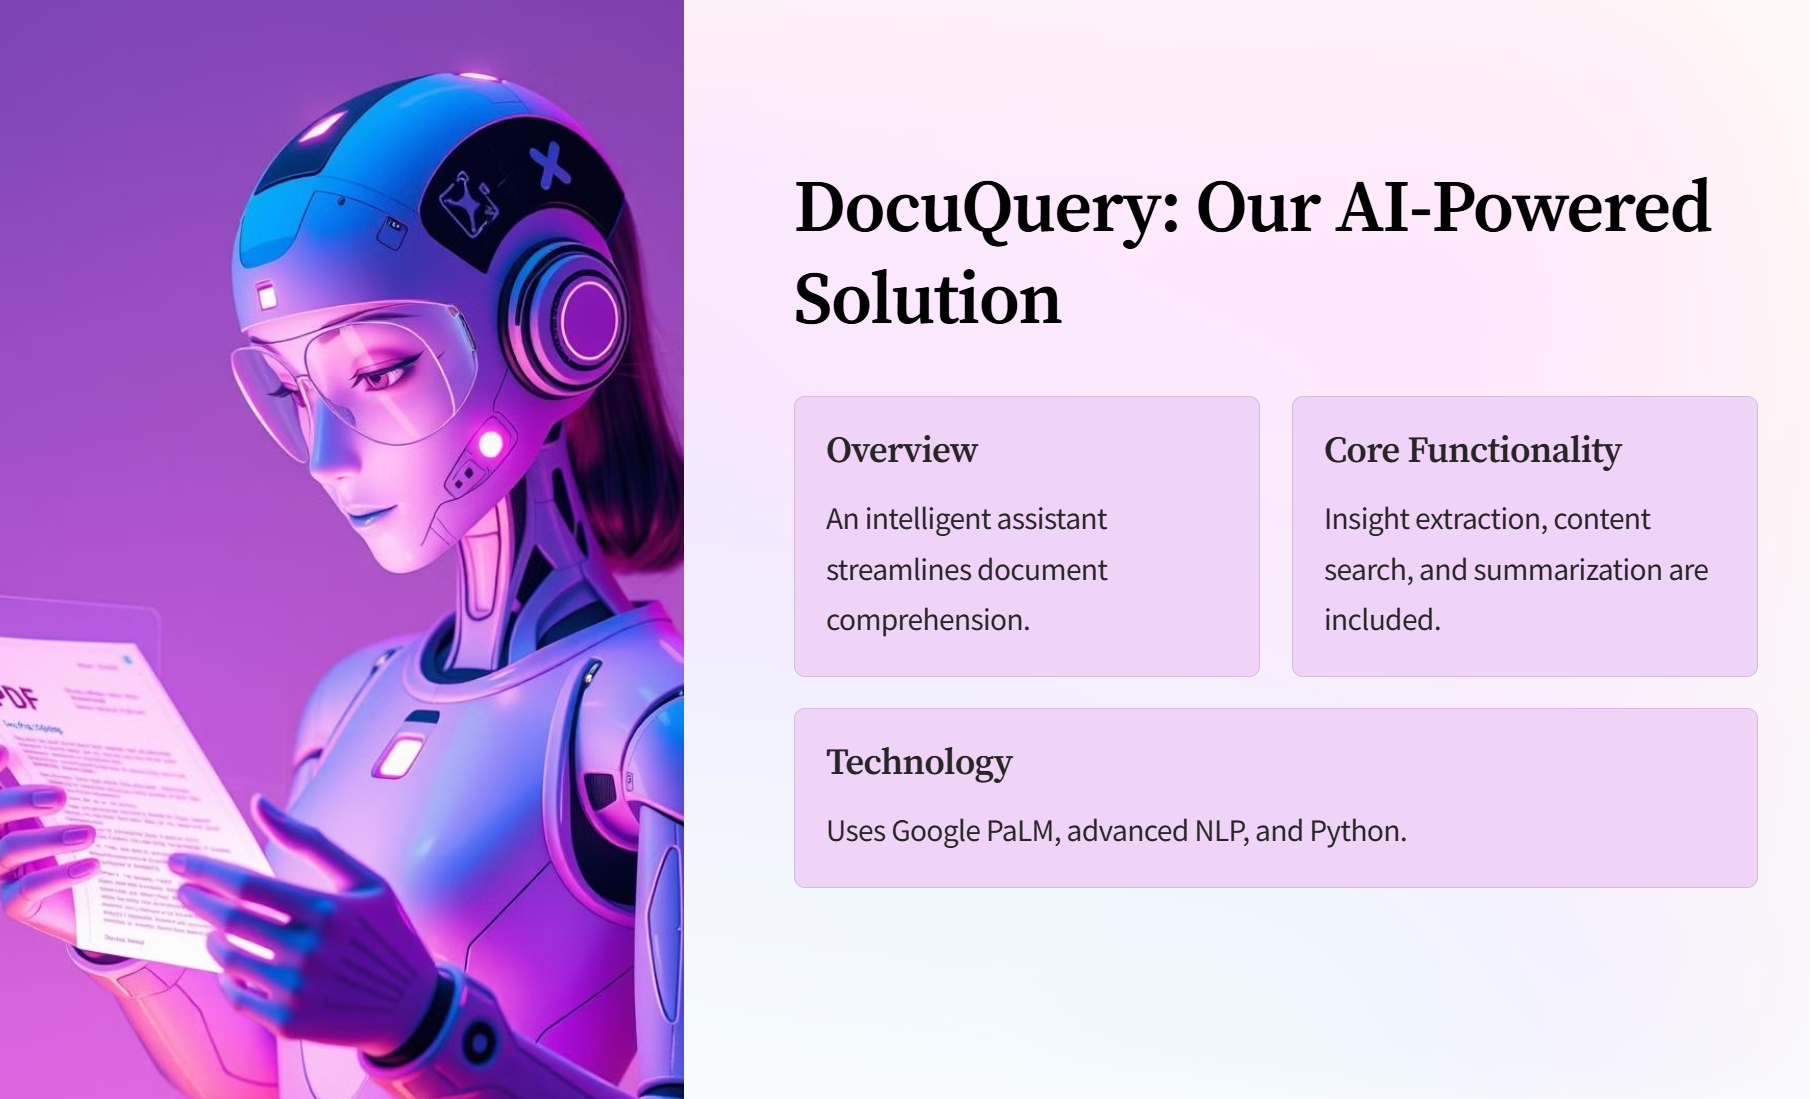 DocuQuery: Our AI-Powered
Solution
Overview
An intelligent assistant
streamlines document
comprehension.
Core Functionality
Insight extraction, content
search, and summarization are
included.
Technology
Uses Google PaLM, advanced NLP, and Python.
PDF